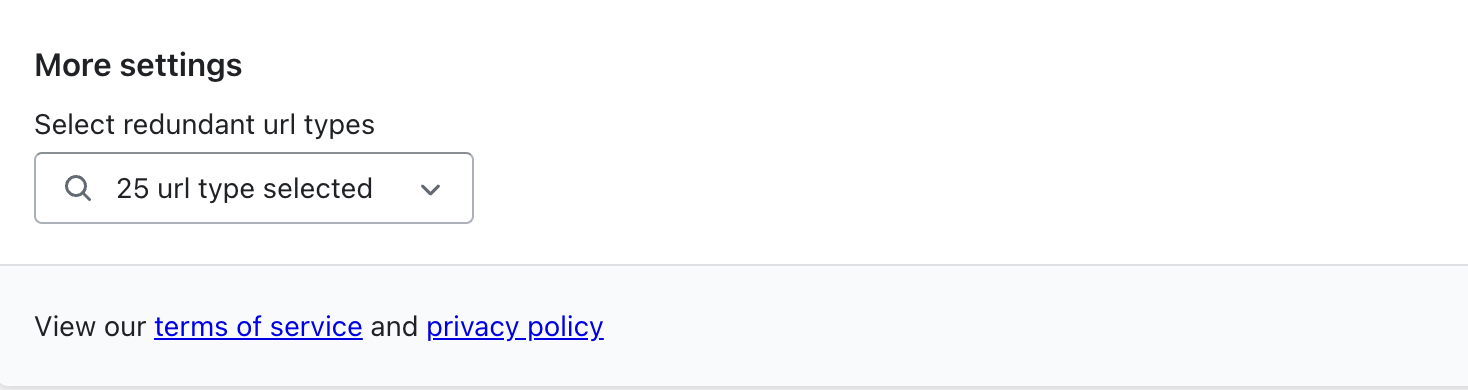 More settings
Select redundant url types
25 url type selected
View our terms of service and privacy policy